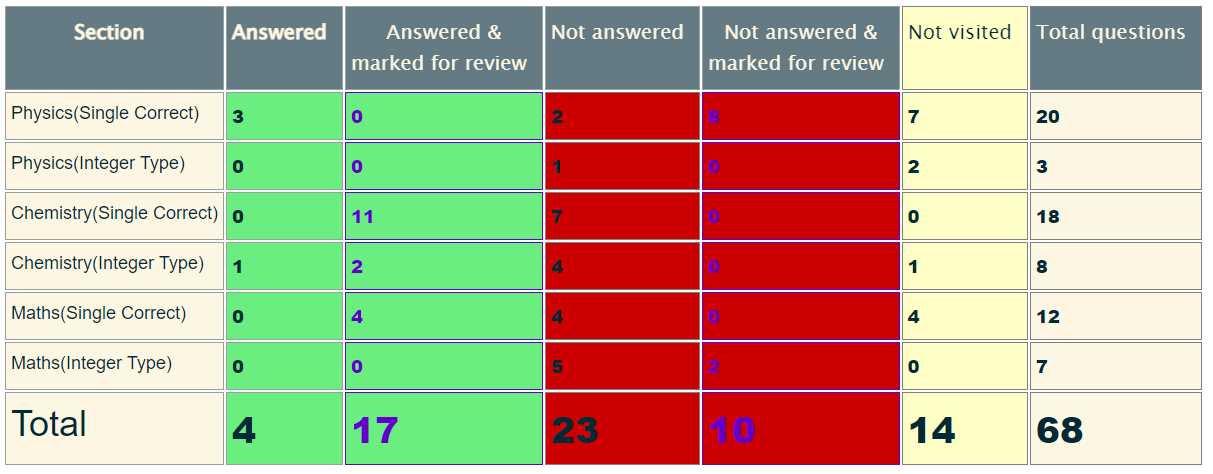 Section Answered Answered & marked for review Not answered Not answered & marked for review Not visited Total questions
Physics(Single Correct) 3 0 2 8 7 20
Physics(Integer Type) 0 0 1 0 2 3
Chemistry(Single Correct) 0 11 7 0 0 18
Chemistry(Integer Type) 1 2 4 0 1 8
Maths(Single Correct) 0 4 4 0 4 12
Maths(Integer Type) 0 0 5 2 0 7
Total 4 17 23 10 14 68